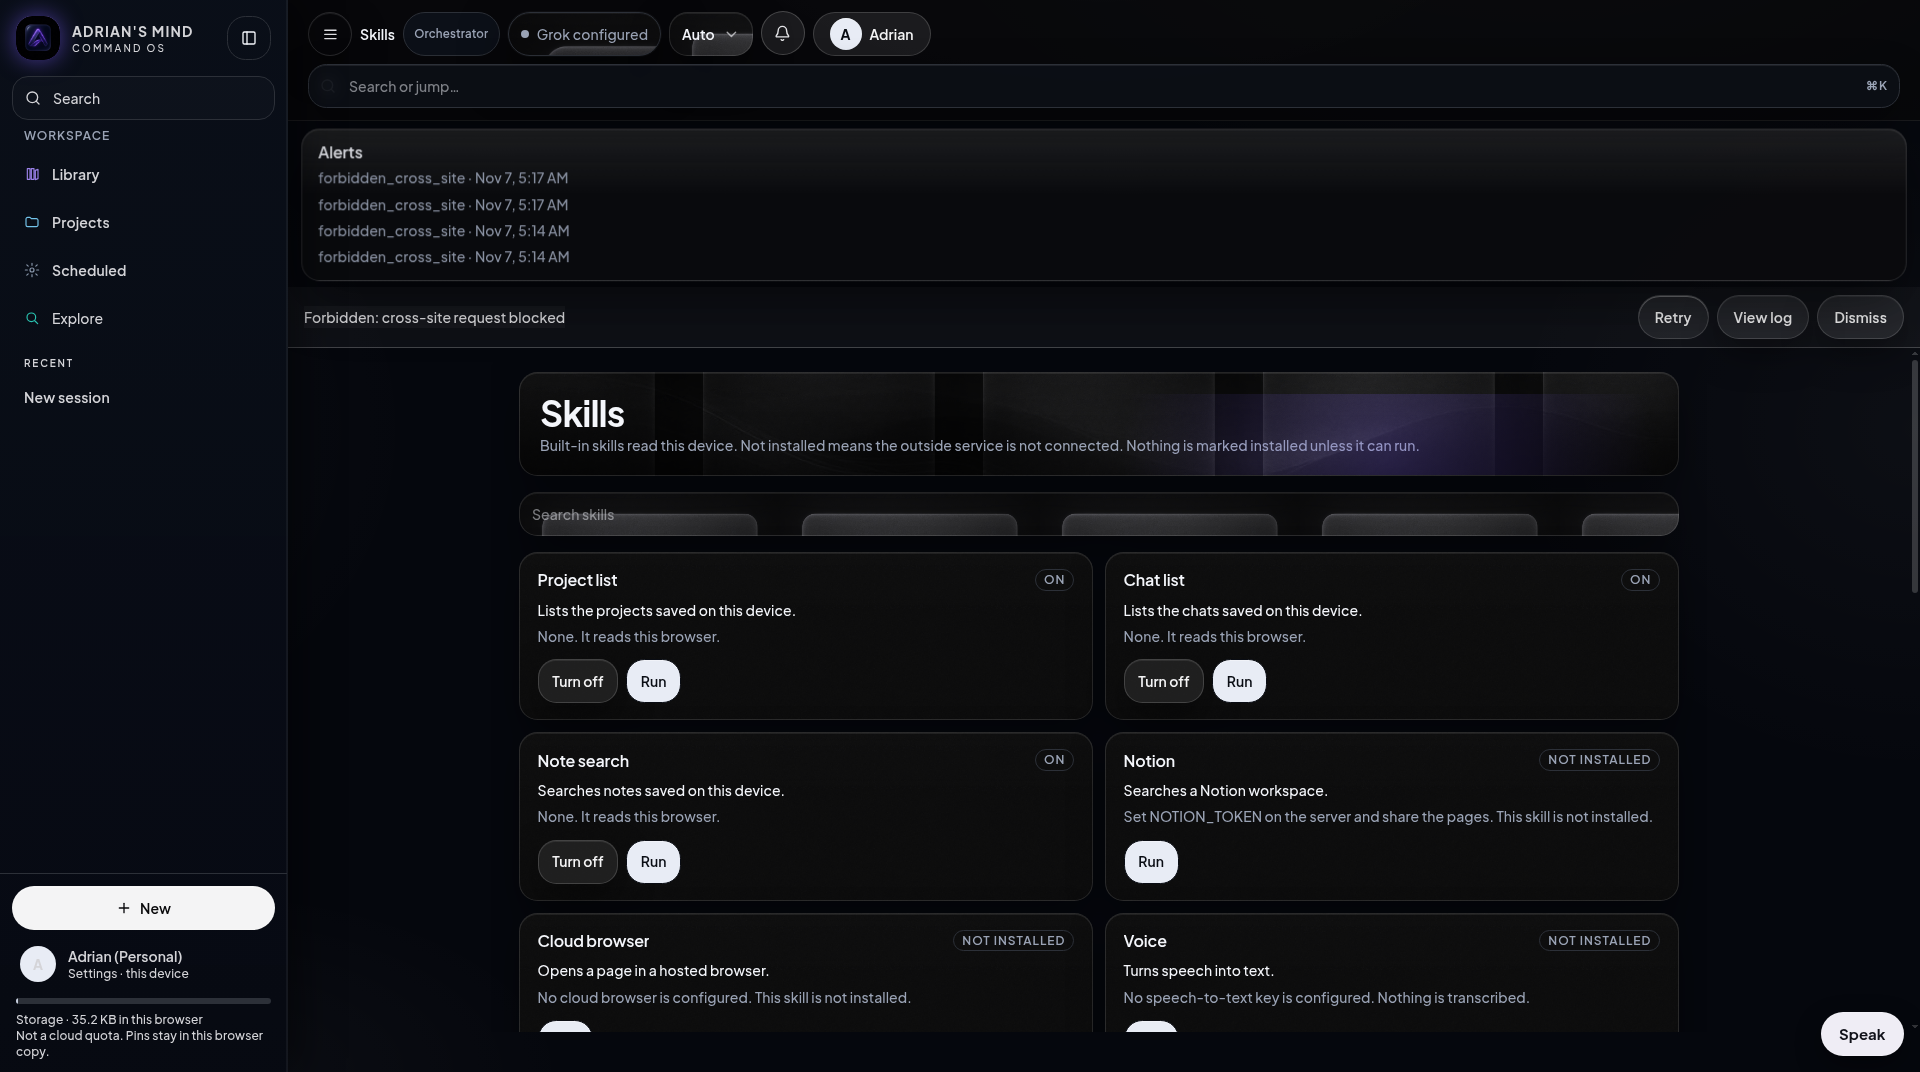 ADRIAN'S MIND
COMMAND OS
Search
WORKSPACE
Library
Projects
Scheduled
Explore
RECENT
New session
New
A
Adrian (Personal)
Settings · this device
Storage · 35.2 KB in this browser
Not a cloud quota. Pins stay in this browser
copy.
Skills
Orchestrator
Grok configured
Auto
A
Adrian
Search or jump...
⌘K
Alerts
forbidden_cross_site · Nov 7, 5:17 AM
forbidden_cross_site · Nov 7, 5:17 AM
forbidden_cross_site · Nov 7, 5:14 AM
forbidden_cross_site · Nov 7, 5:14 AM
Forbidden: cross-site request blocked
Retry
View log
Dismiss
Skills
Built-in skills read this device. Not installed means the outside service is not connected. Nothing is marked installed unless it can run.
Search skills
Project list
ON
Lists the projects saved on this device.
None. It reads this browser.
Turn off
Run
Chat list
ON
Lists the chats saved on this device.
None. It reads this browser.
Turn off
Run
Note search
ON
Searches notes saved on this device.
None. It reads this browser.
Turn off
Run
Notion
NOT INSTALLED
Searches a Notion workspace.
Set NOTION_TOKEN on the server and share the pages. This skill is not installed.
Run
Cloud browser
NOT INSTALLED
Opens a page in a hosted browser.
No cloud browser is configured. This skill is not installed.
Voice
NOT INSTALLED
Turns speech into text.
No speech-to-text key is configured. Nothing is transcribed.
Speak